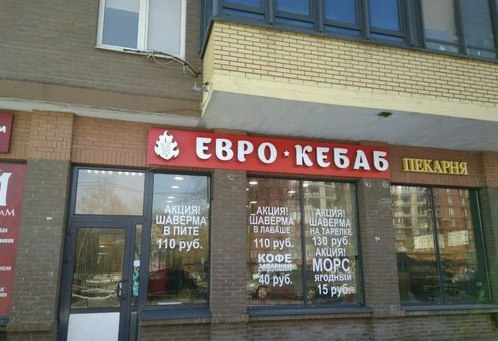 ЕВРО★КЕБАБ
ПЕКАРНЯ
АКЦИЯ!
ШАВЕРМА
В ПИТЕ
110 руб.
АКЦИЯ!
ШАВЕРМА
В ЛАВАШЕ
110 руб.
КОФЕ
40 руб.
АКЦИЯ!
ШАВЕРМА
НА ТАРЕЛКЕ
130 руб.
АКЦИЯ!
МОРС
ЯГОДНЫЙ
15 руб.